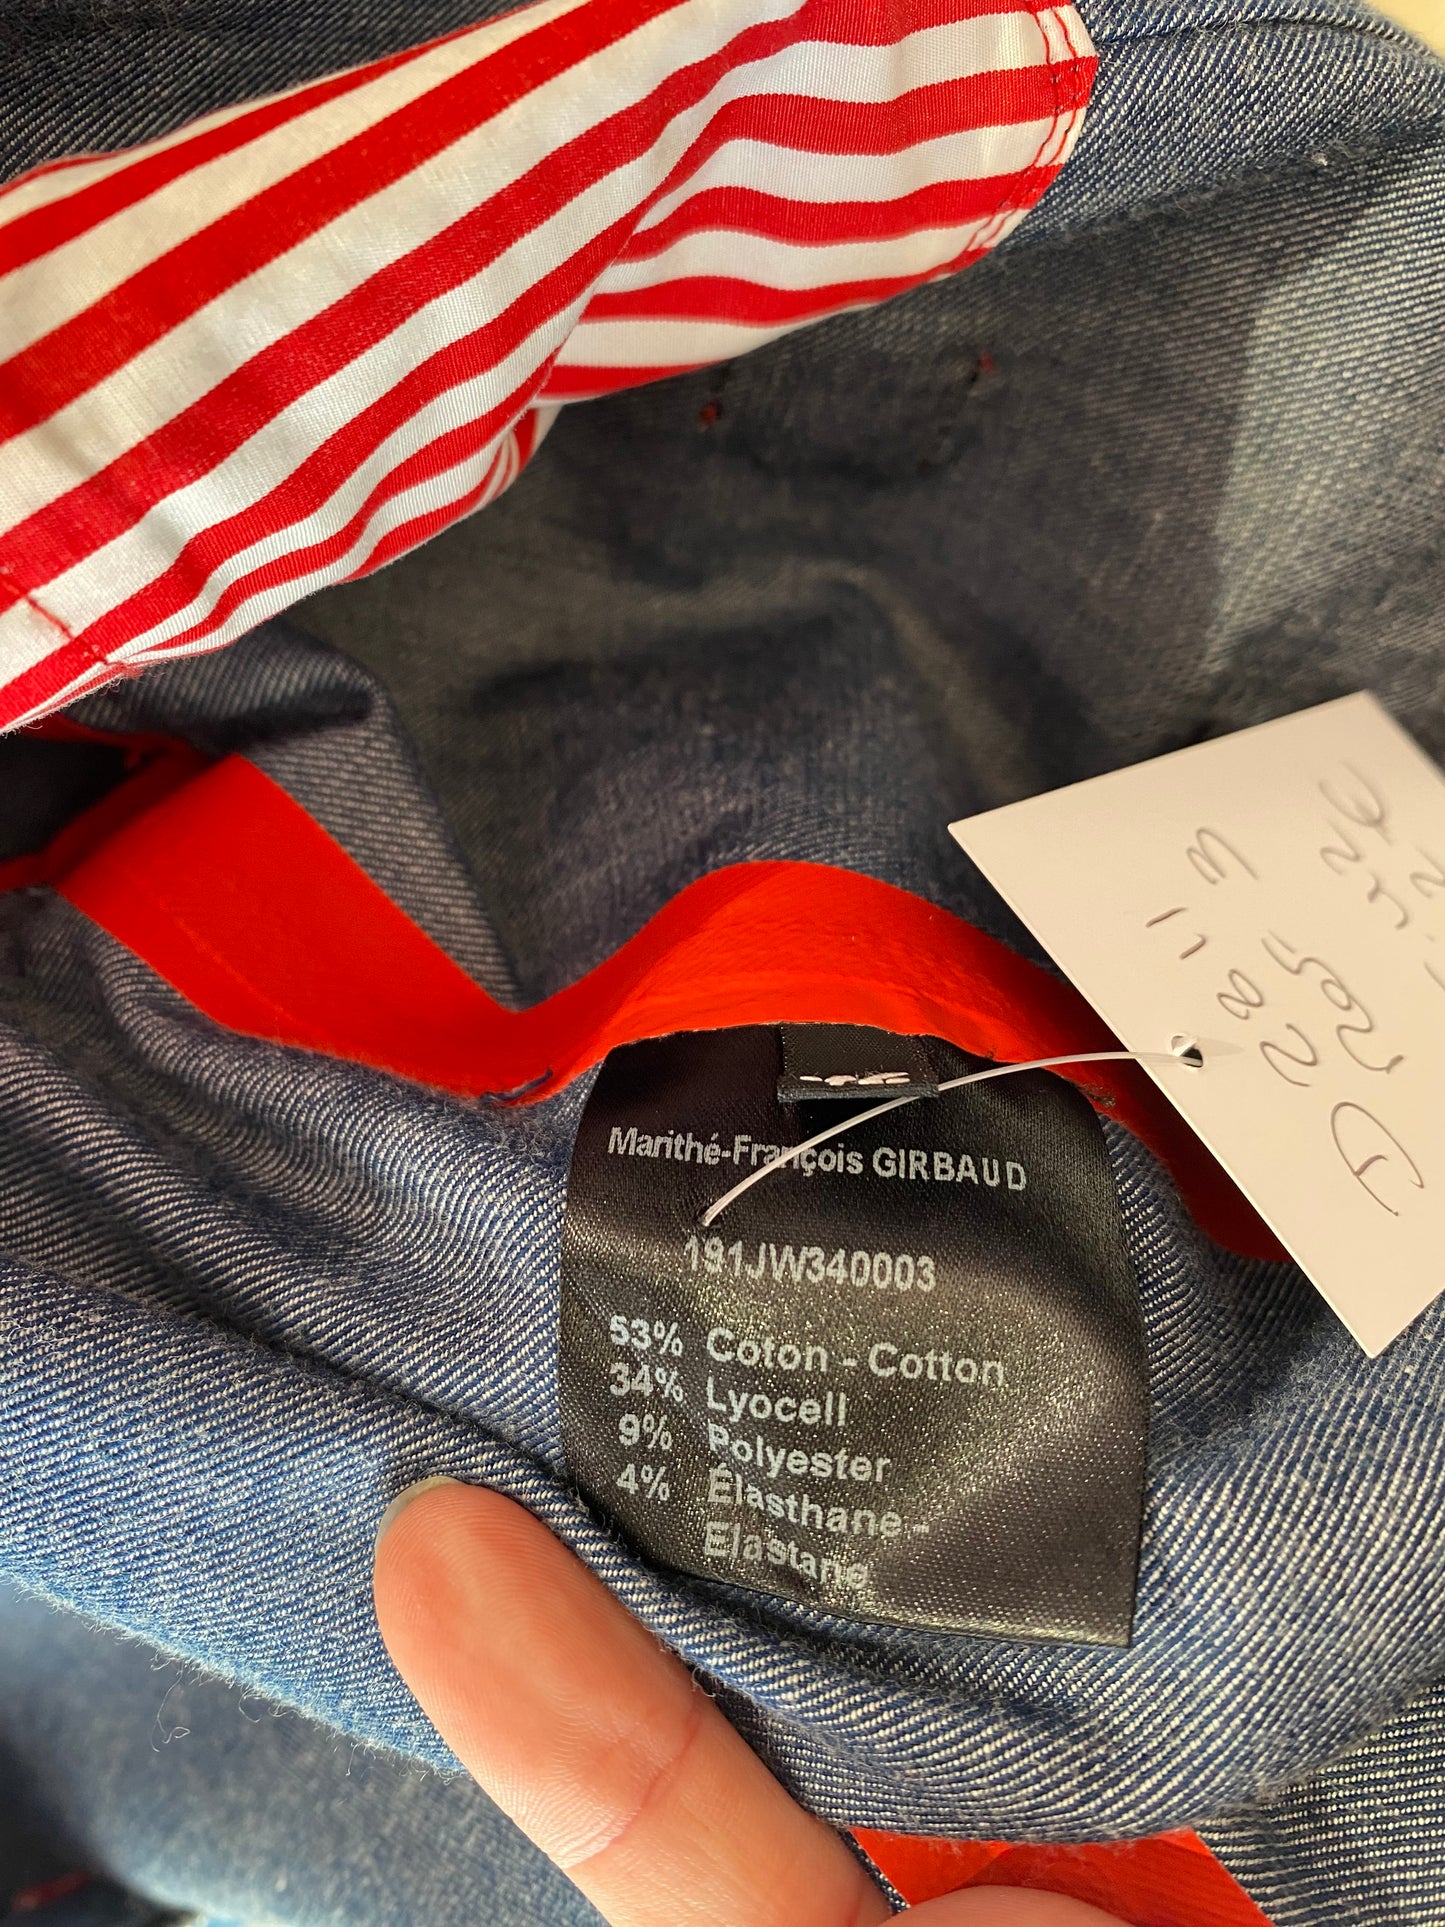 Marithé-François GIRBAUD
191JW340003
53% Coton - Cotton
34% Lyocell
9% Polyester
4% Élasthane -
Elastane